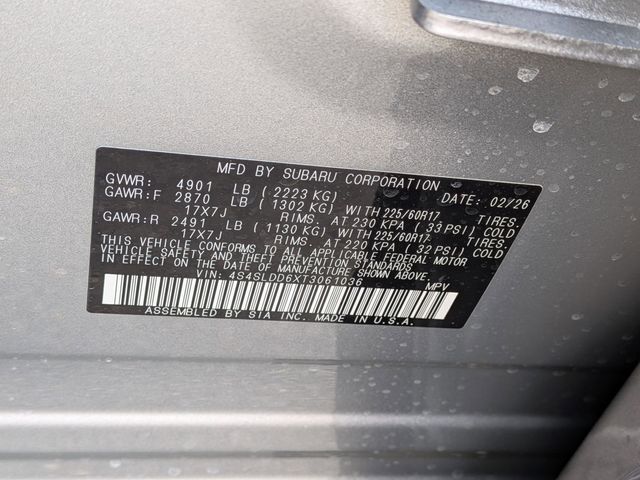 MFD BY SUBARU CORPORATION
GVWR: 4901 LB (2223 KG) DATE: 02/26
GAWR:F 2870 LB (1302 KG) WITH 225/60R17 TIRES.
17X7J RIMS. AT 230 KPA (33 PSI) COLD
GAWR:R 2491 LB (1130 KG) WITH 225/60R17 TIRES.
17X7J RIMS. AT 220 KPA (32 PSI) COLD
THIS VEHICLE CONFORMS TO ALL APPLICABLE FEDERAL MOTOR
VEHICLE SAFETY AND THEFT PREVENTION STANDARDS
IN EFFECT ON THE DATE OF MANUFACTURE SHOWN ABOVE.
VIN: 4S4SLDD6XT3061036 MPV
ASSEMBLED BY SIA INC. MADE IN U.S.A.